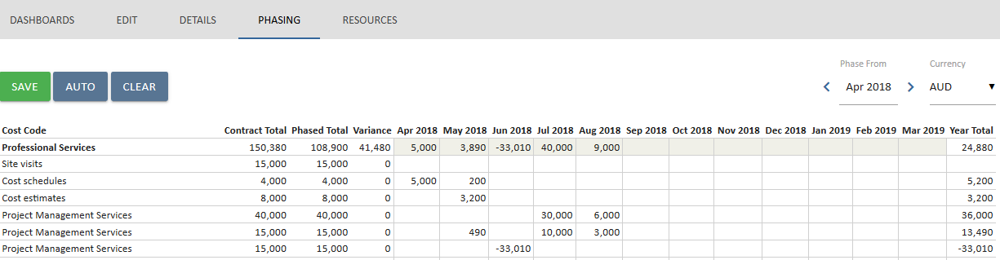 DASHBOARDS EDIT DETAILS PHASING RESOURCES
Phase From Currency
SAVE AUTO CLEAR Apr 2018 AUD
Cost Code Contract Total Phased Total Variance Apr 2018 May 2018 Jun 2018 Jul 2018 Aug 2018 Sep 2018 Oct 2018 Nov 2018 Dec 2018 Jan 2019 Feb 2019 Mar 2019 Year Total
Professional Services 150,380 108,900 41,480 5,000 3,890 -33,010 40,000 9,000 24,880
Site visits 15,000 15,000 0
Cost schedules 4,000 4,000 0 5,000 200 5,200
Cost estimates 8,000 8,000 0 3,200 3,200
Project Management Services 40,000 40,000 0 30,000 6,000 36,000
Project Management Services 15,000 15,000 0 490 10,000 3,000 13,490
Project Management Services 15,000 15,000 0 -33,010 -33,010